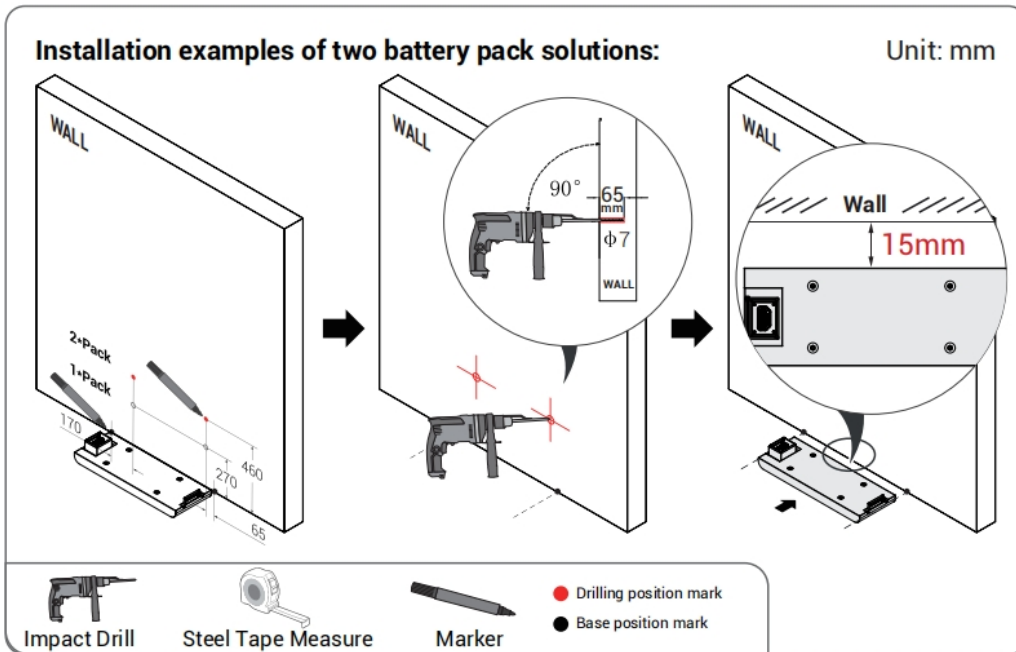 Installation examples of two battery pack solutions:
Unit: mm
WALL
2*Pack
1*Pack
170
270
460
65
WALL
90°
65
mm
ϕ7
WALL
WALL
Wall
15mm
Impact Drill
Steel Tape Measure
Marker
Drilling position mark
Base position mark